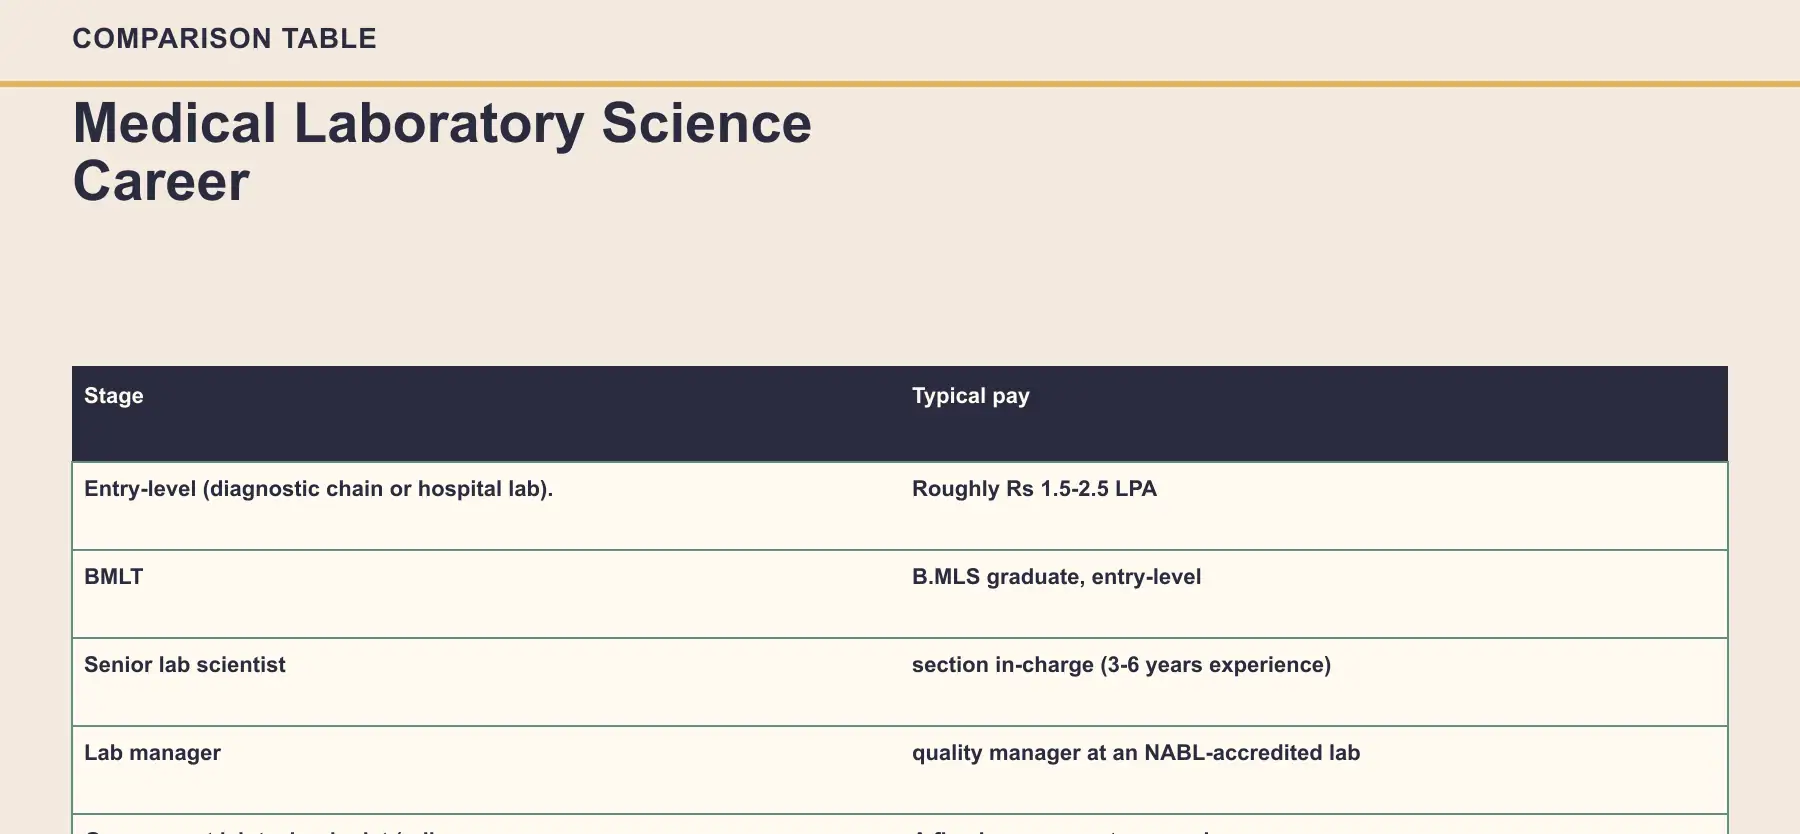 COMPARISON TABLE
Medical Laboratory Science
Career
Stage Typical pay
Entry-level (diagnostic chain or hospital lab). Roughly Rs 1.5-2.5 LPA
BMLT B.MLS graduate, entry-level
Senior lab scientist section in-charge (3-6 years experience)
Lab manager quality manager at an NABL-accredited lab